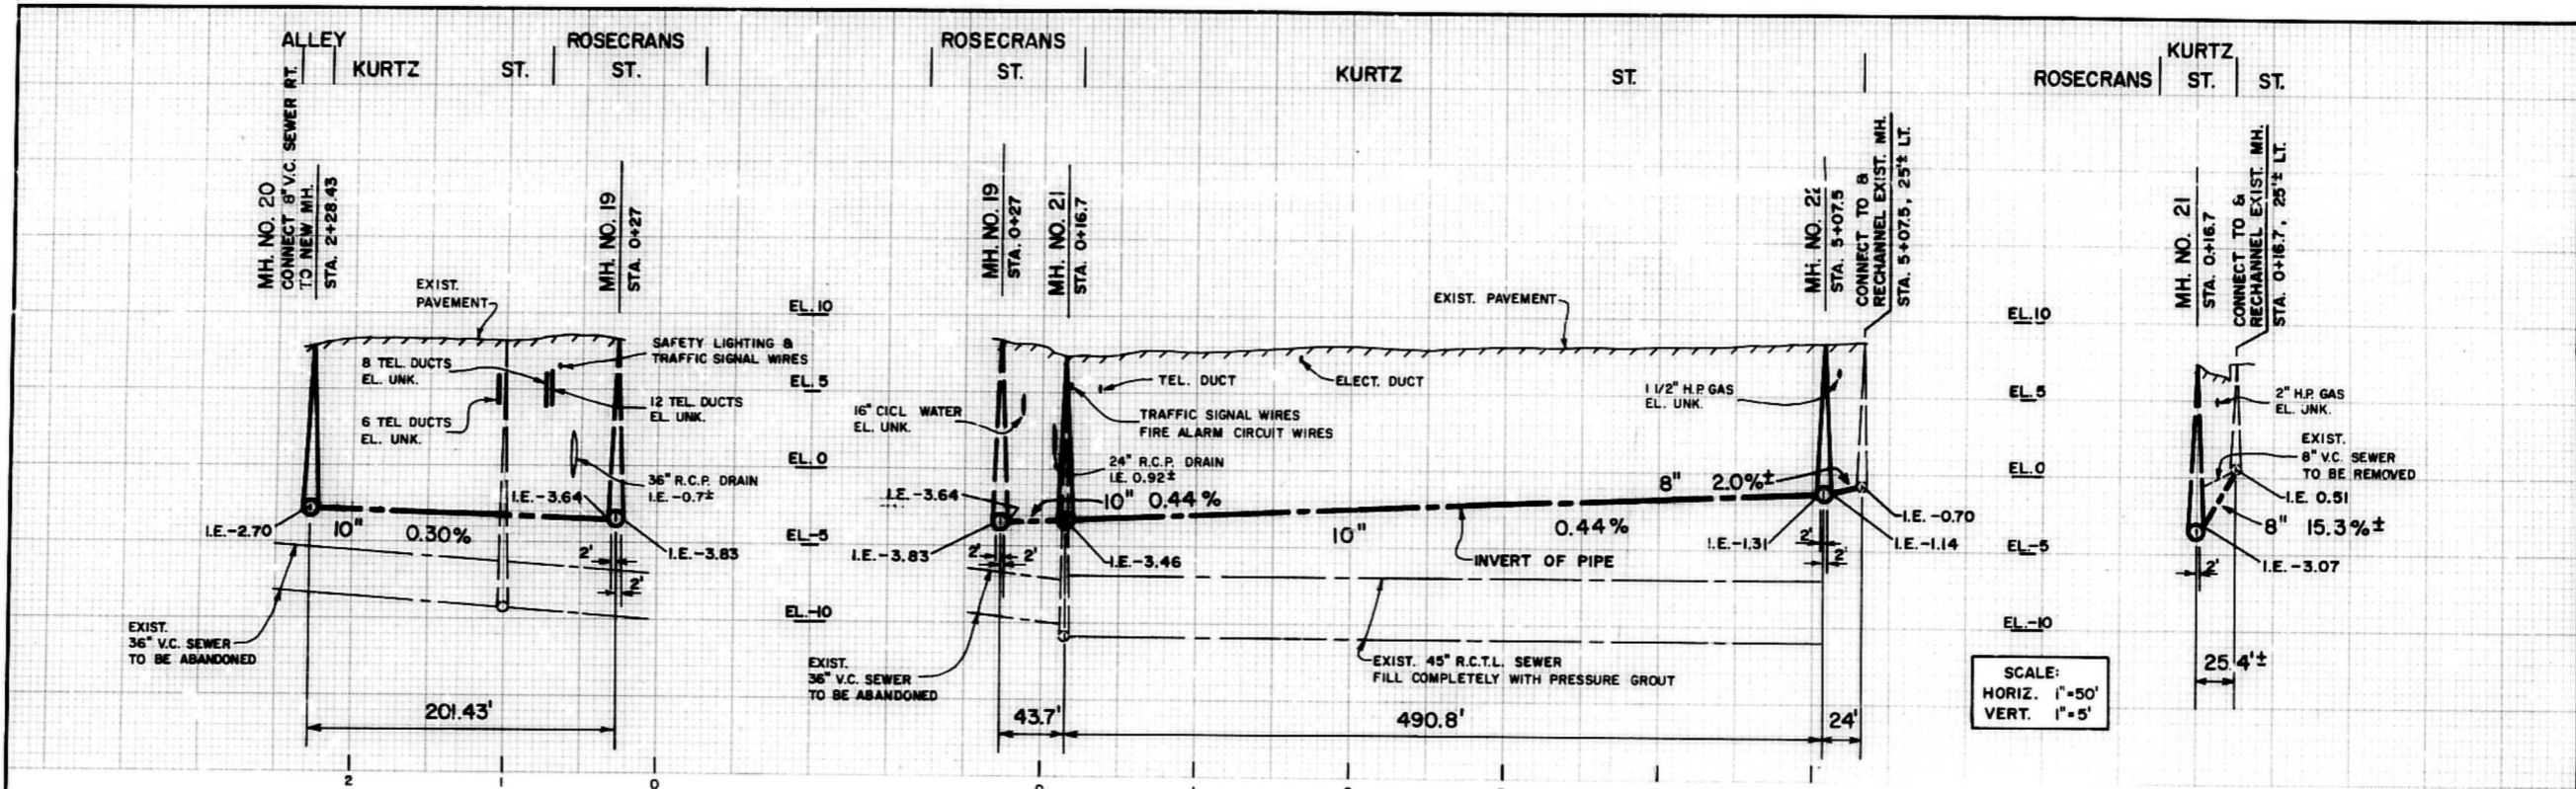 ALLEY
KURTZ ST.
ROSECRANS
ST.
MH. NO. 20
CONNECT 8" V.C. SEWER RT.
TO NEW MH.
STA. 2+28.43
MH. NO. 19
STA. 0+27
EXIST.
PAVEMENT
8 TEL. DUCTS
EL. UNK.
6 TEL DUCTS
EL. UNK.
SAFETY LIGHTING &
TRAFFIC SIGNAL WIRES
12 TEL. DUCTS
EL. UNK.
36" R.C.P. DRAIN
I.E. -0.7±
I.E.-3.64
I.E.-2.70
10" 0.30%
I.E.-3.83
2'
2'
EXIST.
36" V.C. SEWER
TO BE ABANDONED
201.43'
2 1 0
EL. 10
EL. 5
EL. 0
EL.-5
EL.-10
ROSECRANS
ST.
KURTZ ST.
MH. NO. 19
STA. 0+27
MH. NO. 21
STA. 0+16.7
MH. NO. 22
STA. 5+07.5
CONNECT TO &
RECHANNEL EXIST. MH.
STA. 5+07.5, 25'± LT.
EXIST. PAVEMENT
TEL. DUCT
ELECT. DUCT
16" CICL WATER
EL. UNK.
TRAFFIC SIGNAL WIRES
FIRE ALARM CIRCUIT WIRES
1 1/2" H.P. GAS
EL. UNK.
24" R.C.P. DRAIN
I.E. 0.92±
I.E.-3.64
10" 0.44%
8" 2.0%±
I.E.-0.70
I.E.-3.83
2'
2'
I.E.-3.46
10" 0.44%
INVERT OF PIPE
I.E.-1.31
2'
2'
I.E.-1.14
EXIST.
36" V.C. SEWER
TO BE ABANDONED
EXIST. 45" R.C.T.L. SEWER
FILL COMPLETELY WITH PRESSURE GROUT
43.7'
490.8'
24'
EL. 10
EL. 5
EL. 0
EL.-5
EL.-10
SCALE:
HORIZ. 1"=50'
VERT. 1"=5'
KURTZ
ROSECRANS ST. ST.
MH. NO. 21
STA. 0+16.7
CONNECT TO &
RECHANNEL EXIST. MH.
STA. 0+16.7, 25'± LT.
2" H.P. GAS
EL. UNK.
EXIST.
8" V.C. SEWER
TO BE REMOVED
I.E. 0.51
8" 15.3%±
I.E.-3.07
2'
25.4'±